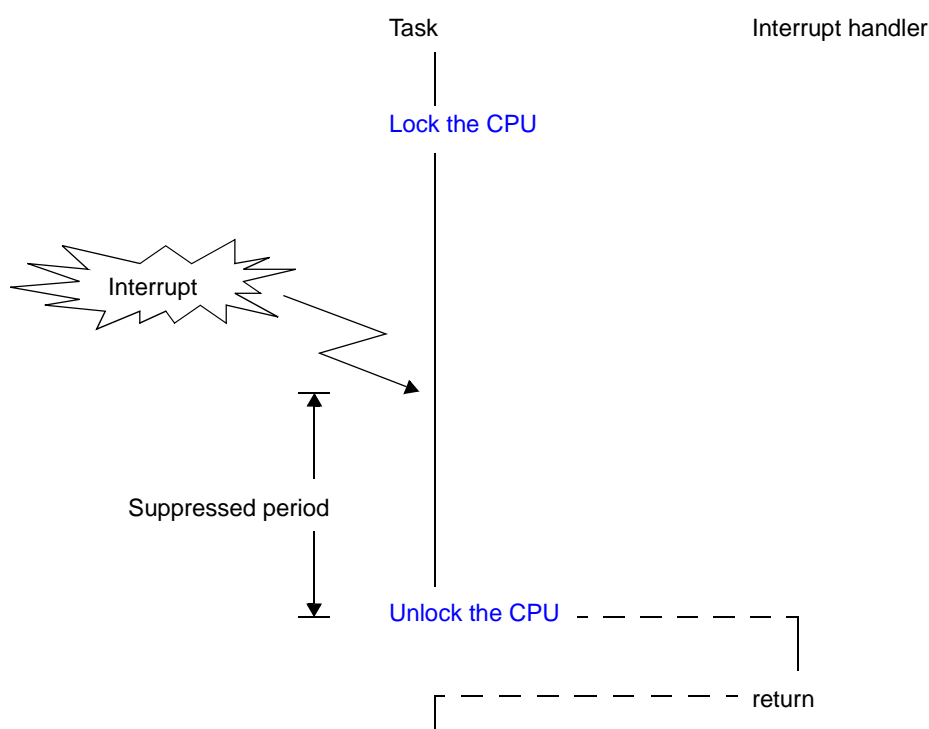 Task
Interrupt handler
Lock the CPU
Interrupt
Suppressed period
Unlock the CPU
return